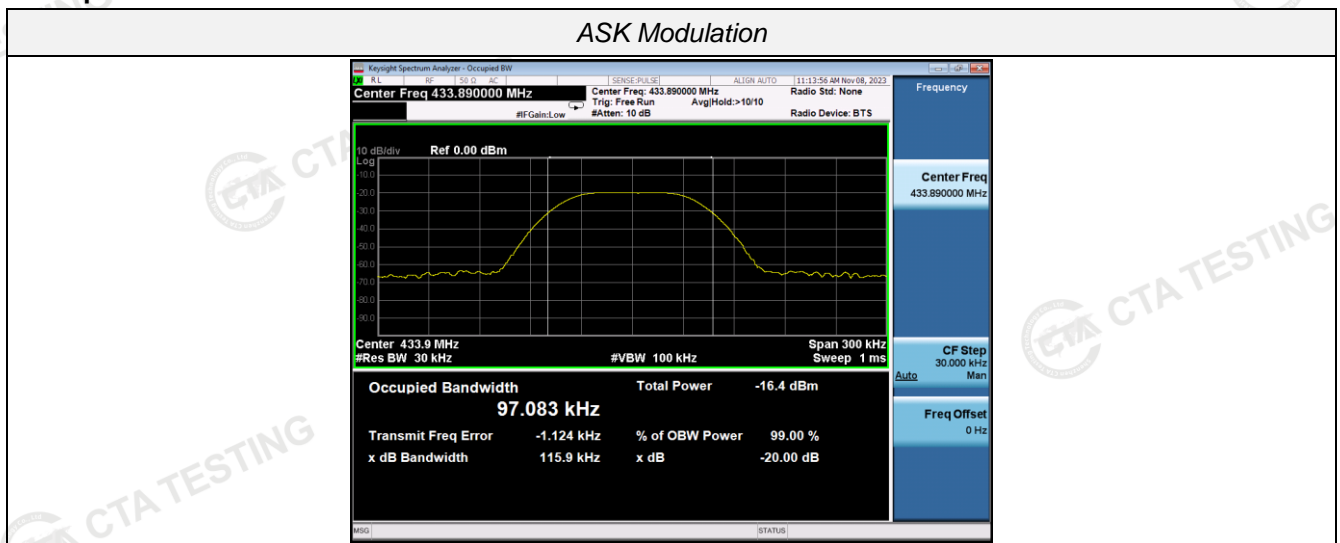 ASK Modulation
Keysight Spectrum Analyzer - Occupied BW
RL RF 50 Ω AC SENSE:PULSE ALIGN AUTO 11:13:56 AM Nov 08, 2023
Center Freq 433.890000 MHz Center Freq: 433.890000 MHz Radio Std: None
Trig: Free Run Avg|Hold:>10/10
#IFGain:Low #Atten: 10 dB Radio Device: BTS
10 dB/div Ref 0.00 dBm
Log
-10.0
-20.0
-30.0
-40.0
-50.0
-60.0
-70.0
-80.0
-90.0
Center 433.9 MHz Span 300 kHz
#Res BW 30 kHz #VBW 100 kHz Sweep 1 ms
Occupied Bandwidth Total Power -16.4 dBm
97.083 kHz
Transmit Freq Error -1.124 kHz % of OBW Power 99.00 %
x dB Bandwidth 115.9 kHz x dB -20.00 dB
MSG STATUS
Frequency
Center Freq
433.890000 MHz
CF Step
30.000 kHz
Auto Man
Freq Offset
0 Hz
CTA TESTING
CTA TESTING